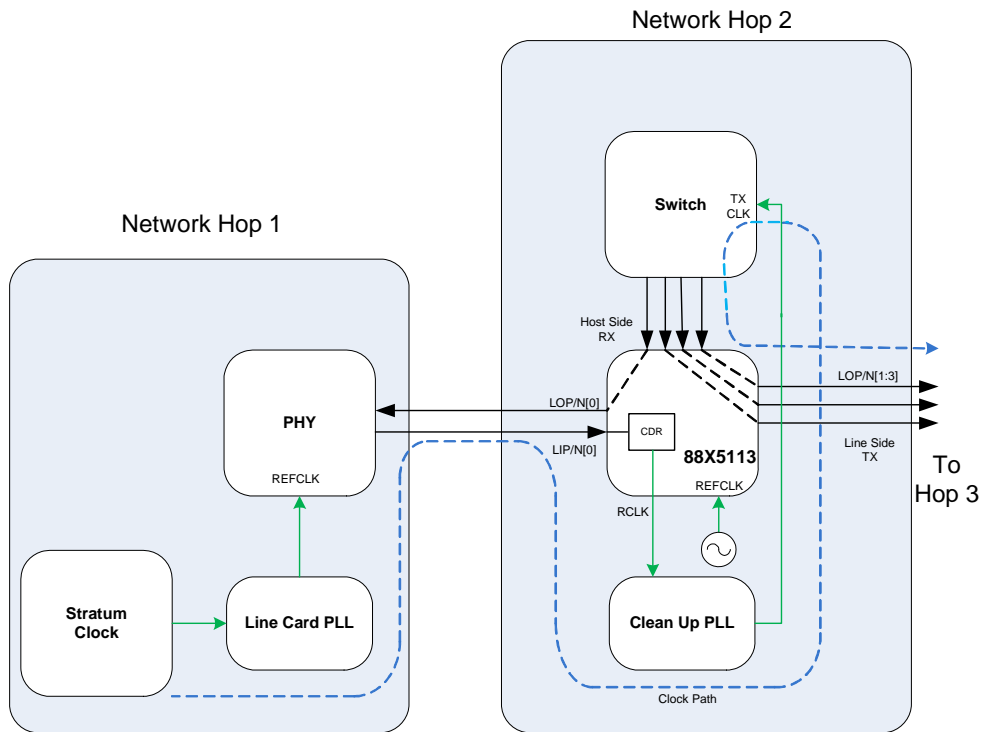 Network Hop 2
Network Hop 1
Switch
TX
CLK
Host Side
RX
LOP/N[0]
LOP/N[1:3]
PHY
CDR
LIP/N[0]
88X5113
Line Side
TX
REFCLK
REFCLK
To
Hop 3
RCLK
Stratum
Clock
Line Card PLL
Clean Up PLL
Clock Path